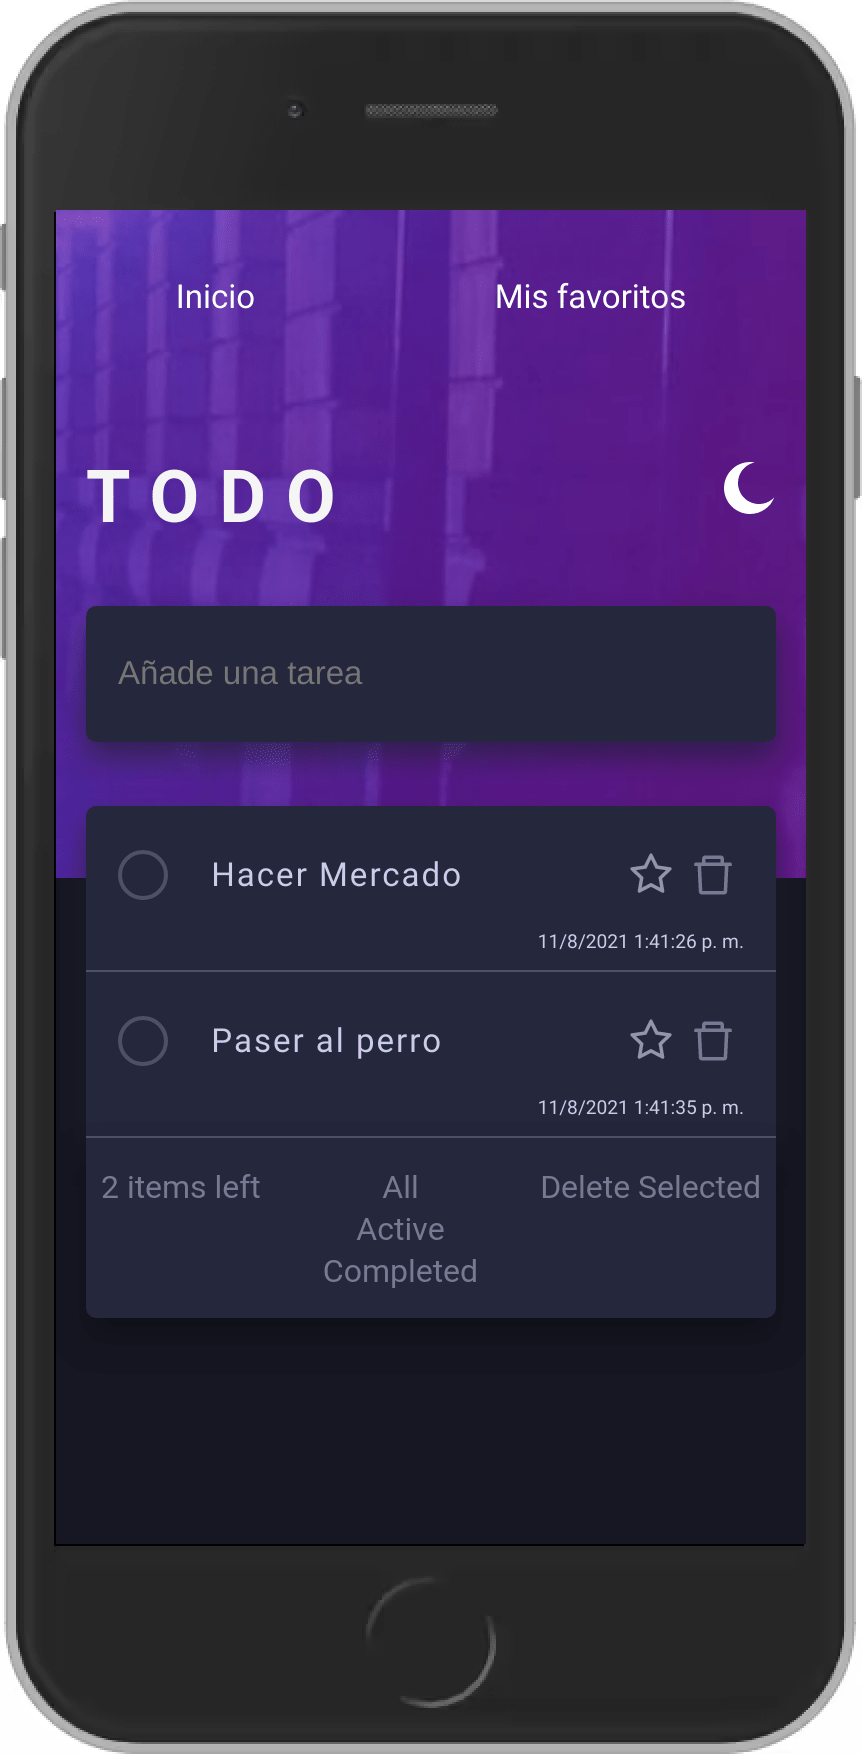 Inicio Mis favoritos
TODO
Añade una tarea
Hacer Mercado
11/8/2021 1:41:26 p. m.
Paser al perro
11/8/2021 1:41:35 p. m.
2 items left All Delete Selected
Active
Completed